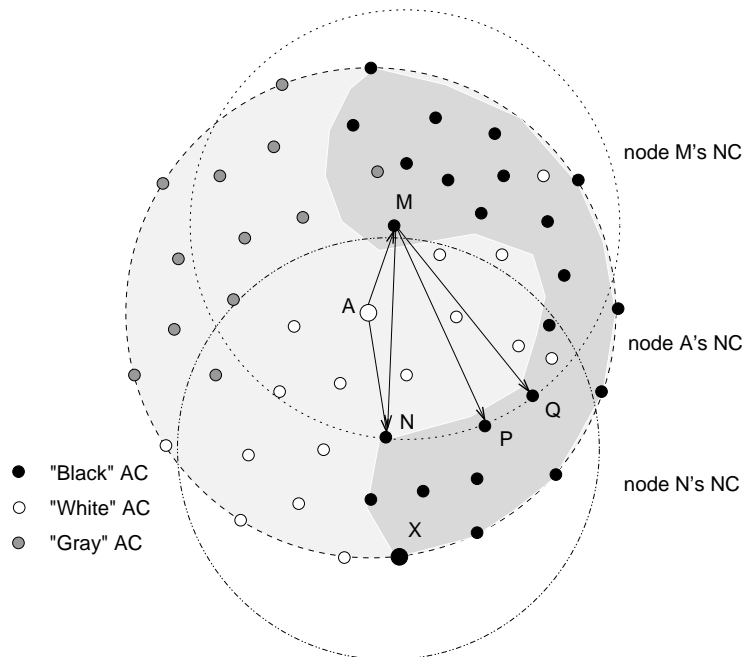 node M's NC
M
A
node A's NC
Q
N
P
"Black" AC
node N's NC
"White" AC
X
"Gray" AC